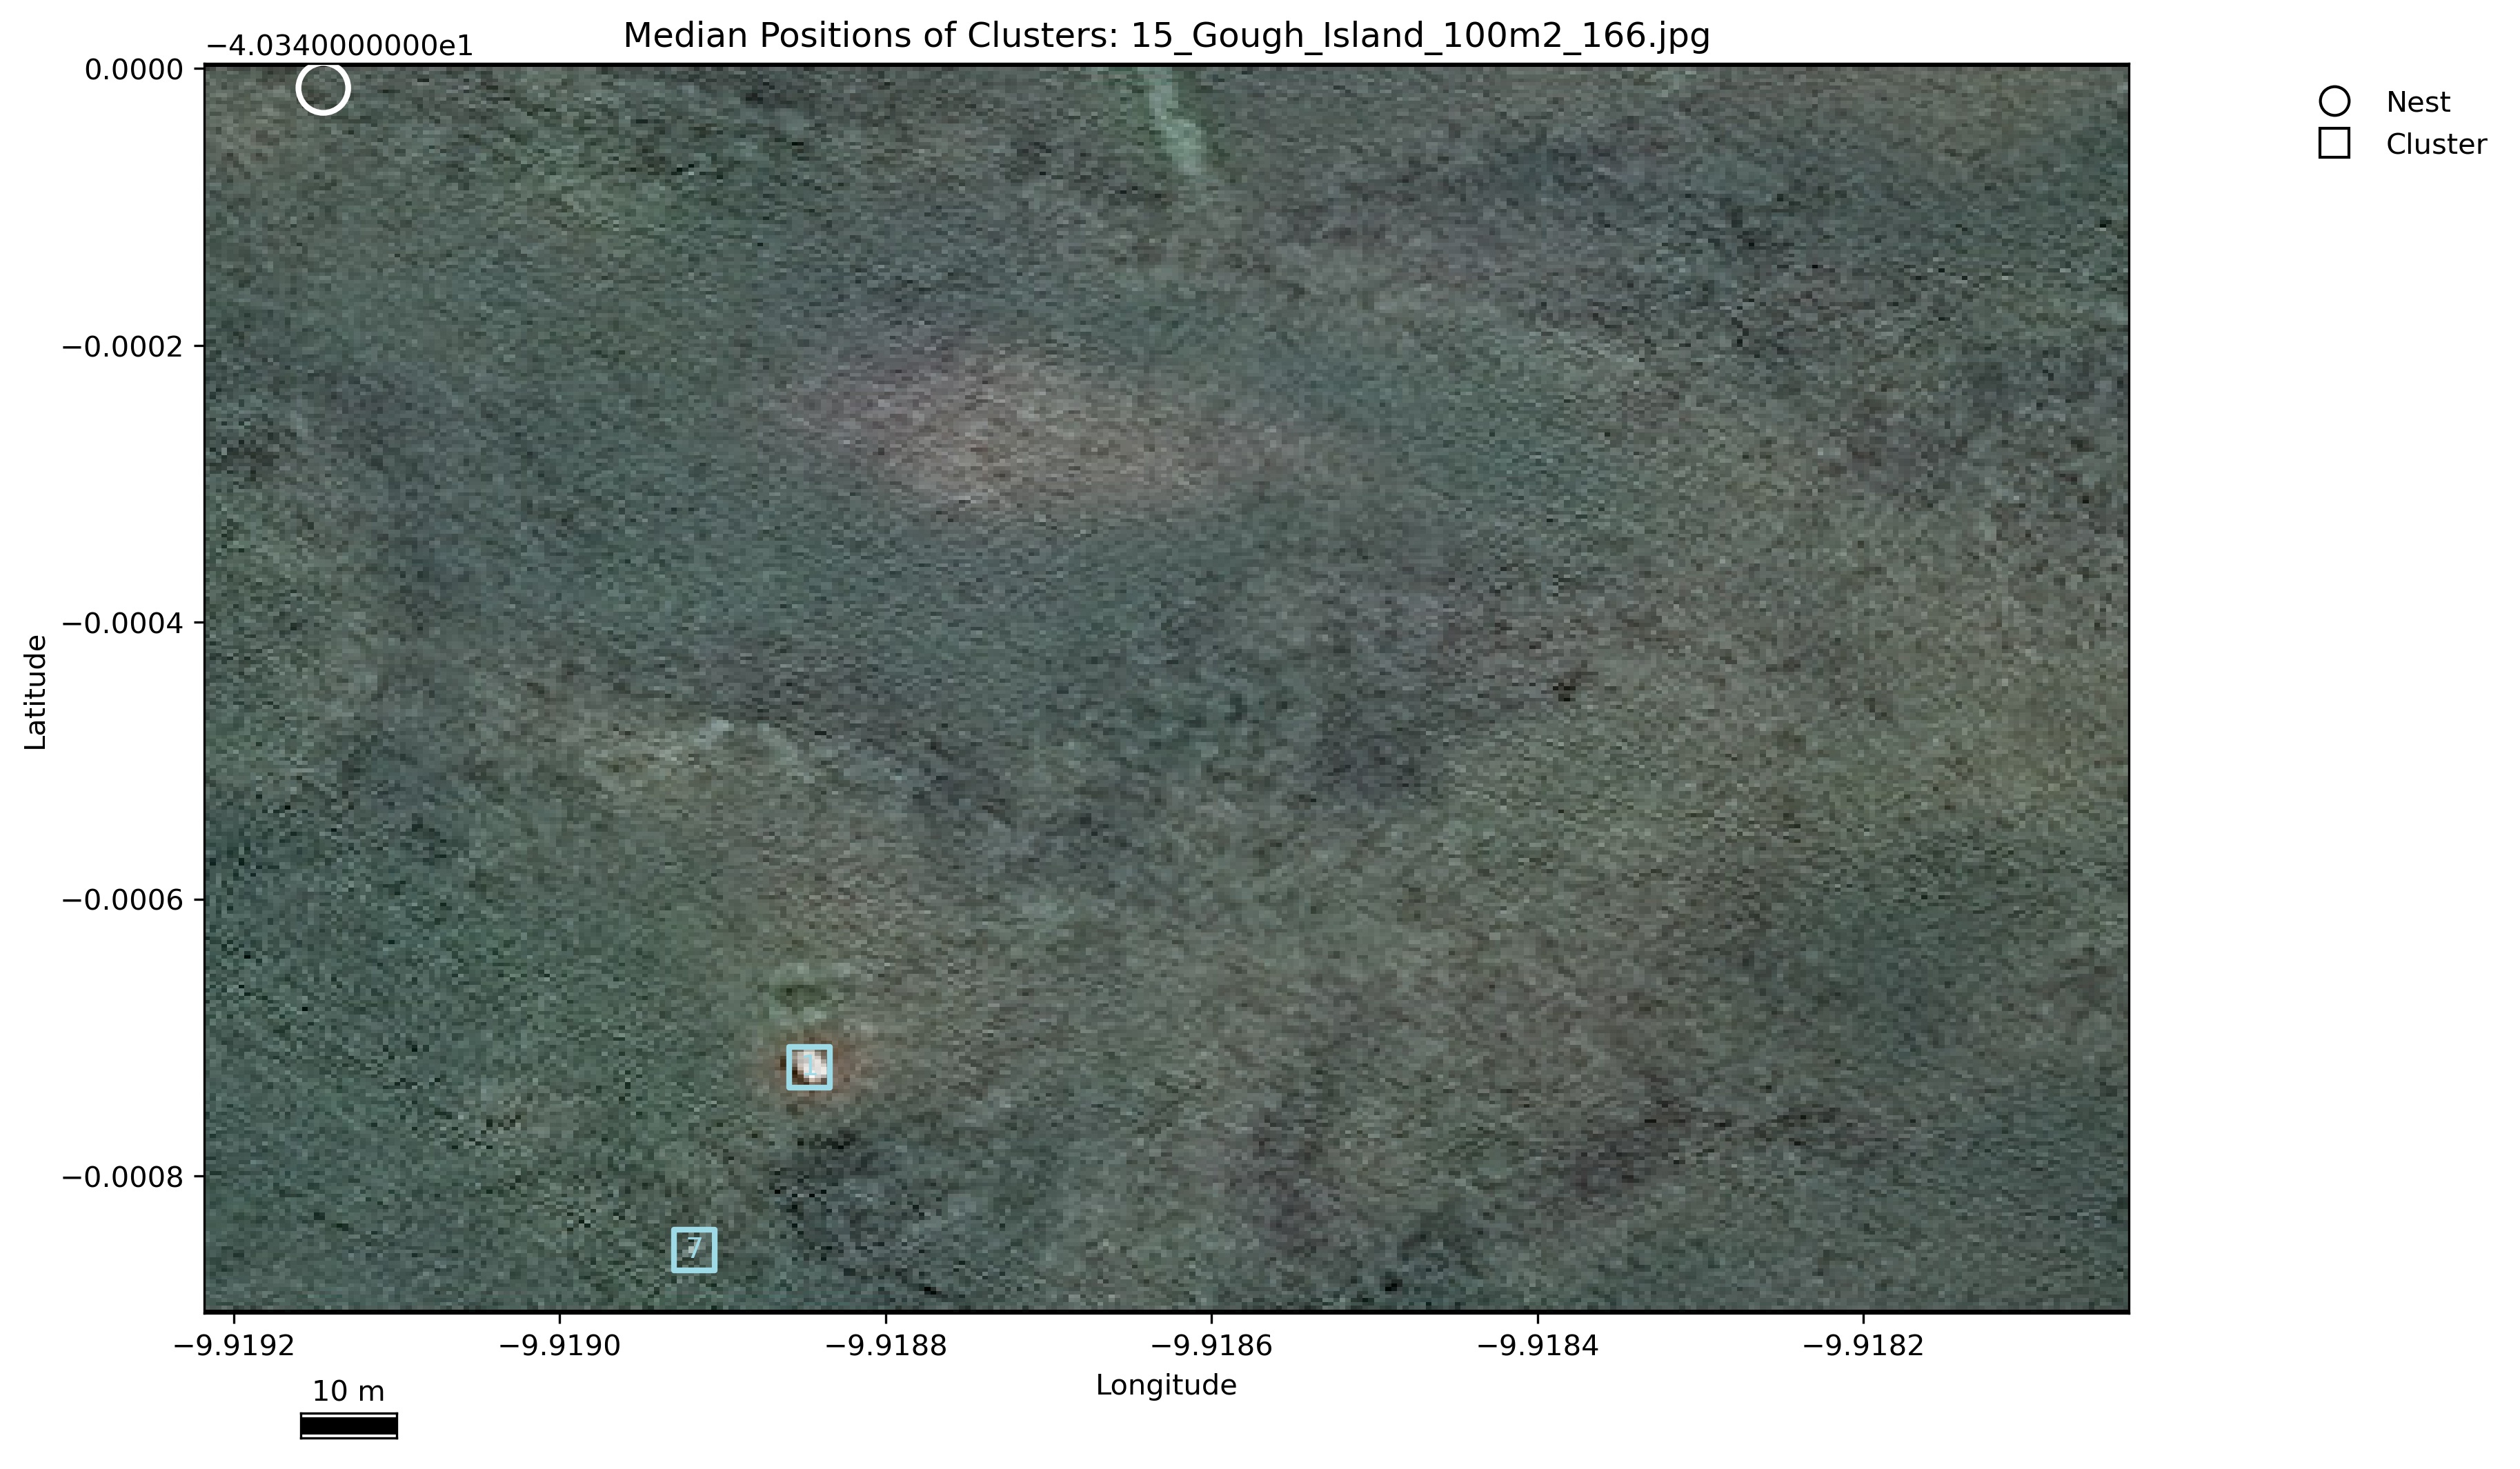 Median Positions of Clusters: 15_Gough_Island_100m2_166.jpg
−4.0340000000e1
0.0000
−0.0002
−0.0004
−0.0006
−0.0008
Latitude
Nest
Cluster
1
7
−9.9192
−9.9190
−9.9188
−9.9186
−9.9184
−9.9182
Longitude
10 m